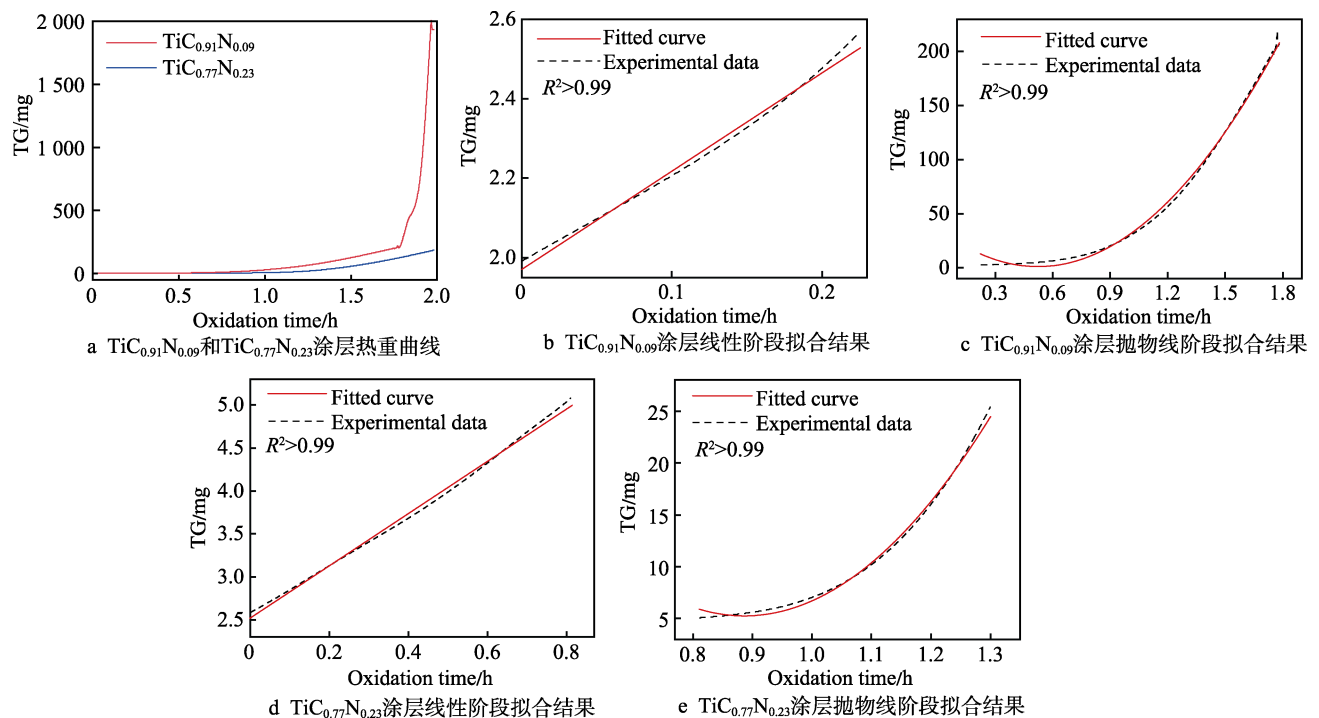 2 000
1 500
1 000
500
0
TG/mg
TiC0.91N0.09
TiC0.77N0.23
0 0.5 1.0 1.5 2.0
Oxidation time/h
a TiC0.91N0.09和TiC0.77N0.23涂层热重曲线
2.6
2.4
2.2
2.0
TG/mg
Fitted curve
Experimental data
R²>0.99
0 0.1 0.2
Oxidation time/h
b TiC0.91N0.09涂层线性阶段拟合结果
200
150
100
50
0
TG/mg
Fitted curve
Experimental data
R²>0.99
0.3 0.6 0.9 1.2 1.5 1.8
Oxidation time/h
c TiC0.91N0.09涂层抛物线阶段拟合结果
5.0
4.5
4.0
3.5
3.0
2.5
TG/mg
Fitted curve
Experimental data
R²>0.99
0 0.2 0.4 0.6 0.8
Oxidation time/h
d TiC0.77N0.23涂层线性阶段拟合结果
25
20
15
10
5
TG/mg
Fitted curve
Experimental data
R²>0.99
0.8 0.9 1.0 1.1 1.2 1.3
Oxidation time/h
e TiC0.77N0.23涂层抛物线阶段拟合结果